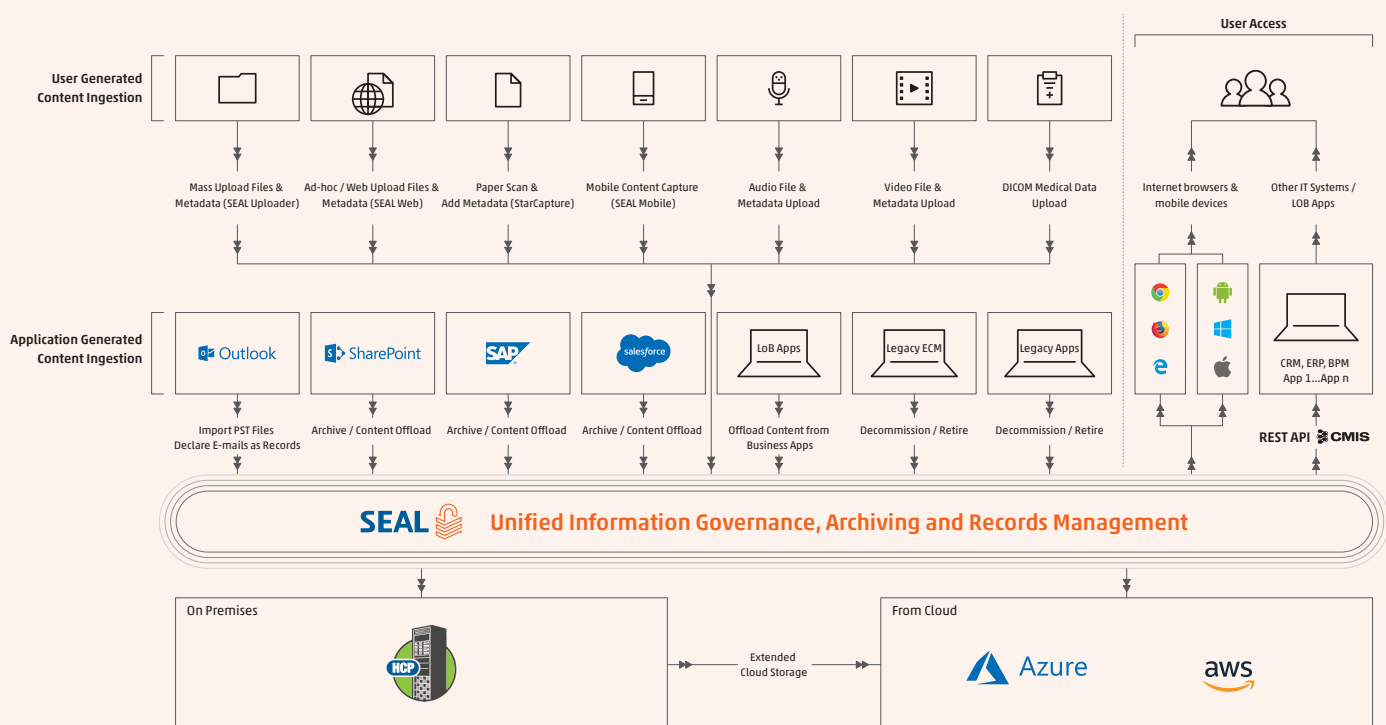 User Access
User Generated
Content Ingestion
Mass Upload Files &
Metadata (SEAL Uploader)
Ad-hoc / Web Upload Files &
Metadata (SEAL Web)
Paper Scan &
Add Metadata (StarCapture)
Mobile Content Capture
(SEAL Mobile)
Audio File &
Metadata Upload
Video File &
Metadata Upload
DICOM Medical Data
Upload
Internet browsers &
mobile devices
Other IT Systems /
LOB Apps
Application Generated
Content Ingestion
Outlook
SharePoint
SAP
salesforce
LoB Apps
Legacy ECM
Legacy Apps
CRM, ERP, BPM
App 1...App n
Import PST Files
Declare E-mails as Records
Archive / Content Offload
Archive / Content Offload
Archive / Content Offload
Offload Content from
Business Apps
Decommission / Retire
Decommission / Retire
REST API CMIS
SEAL Unified Information Governance, Archiving and Records Management
On Premises
HCP
Extended
Cloud Storage
From Cloud
Azure
aws